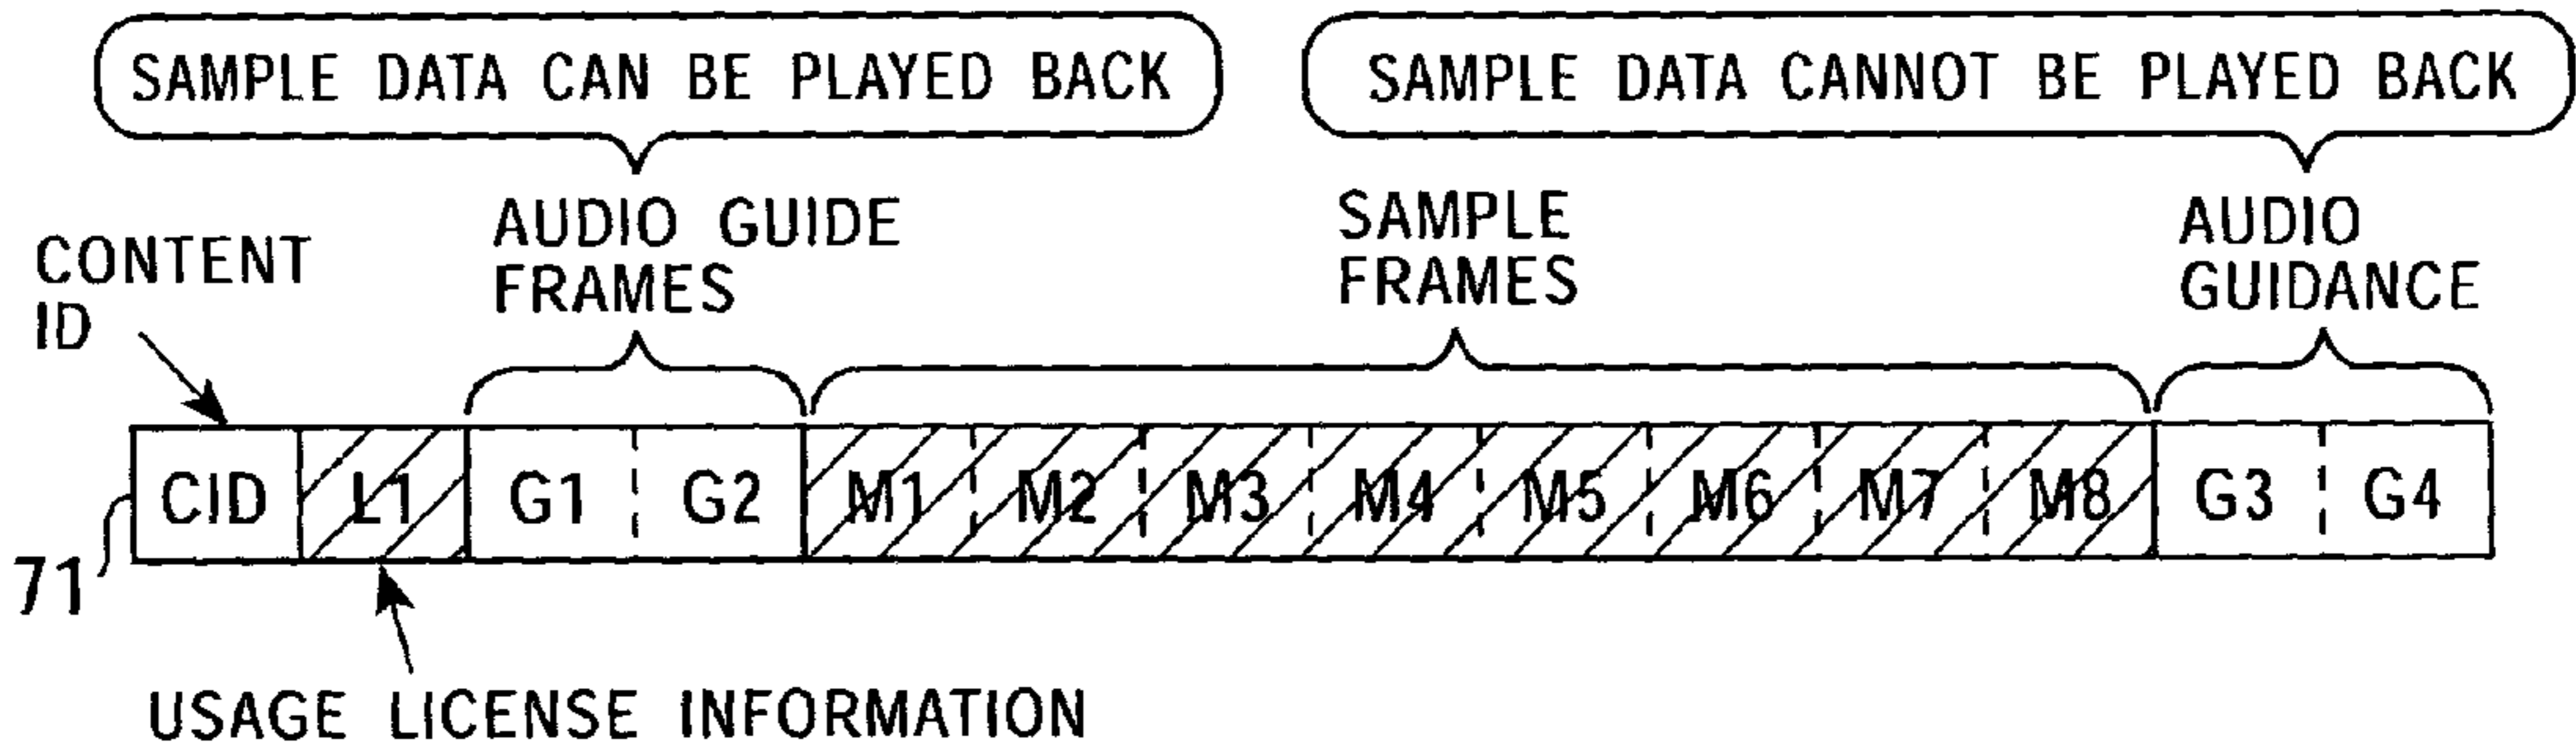 SAMPLE DATA CAN BE PLAYED BACK
SAMPLE DATA CANNOT BE PLAYED BACK
CONTENT
ID
AUDIO GUIDE
FRAMES
SAMPLE
FRAMES
AUDIO
GUIDANCE
CID L1 G1 G2 M1 M2 M3 M4 M5 M6 M7 M8 G3 G4
71
USAGE LICENSE INFORMATION